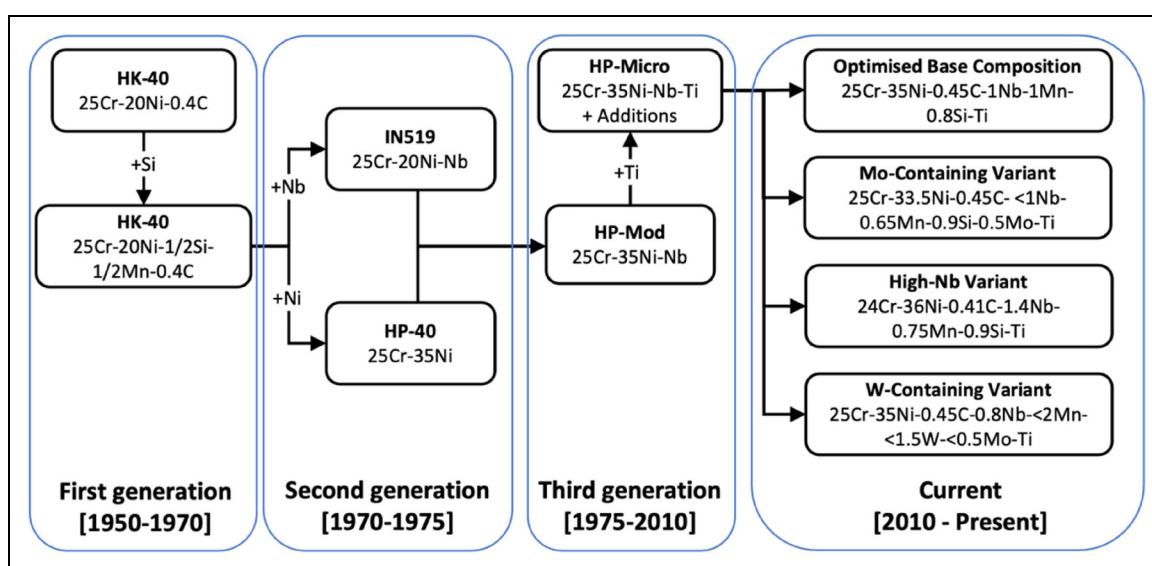 HK-40
25Cr-20Ni-0.4C
+Si
HK-40
25Cr-20Ni-1/2Si-
1/2Mn-0.4C
First generation
[1950-1970]
+Nb
+Ni
IN519
25Cr-20Ni-Nb
HP-40
25Cr-35Ni
Second generation
[1970-1975]
HP-Micro
25Cr-35Ni-Nb-Ti
+ Additions
+Ti
HP-Mod
25Cr-35Ni-Nb
Third generation
[1975-2010]
Optimised Base Composition
25Cr-35Ni-0.45C-1Nb-1Mn-
0.8Si-Ti
Mo-Containing Variant
25Cr-33.5Ni-0.45C- <1Nb-
0.65Mn-0.9Si-0.5Mo-Ti
High-Nb Variant
24Cr-36Ni-0.41C-1.4Nb-
0.75Mn-0.9Si-Ti
W-Containing Variant
25Cr-35Ni-0.45C-0.8Nb-<2Mn-
<1.5W-<0.5Mo-Ti
Current
[2010 - Present]